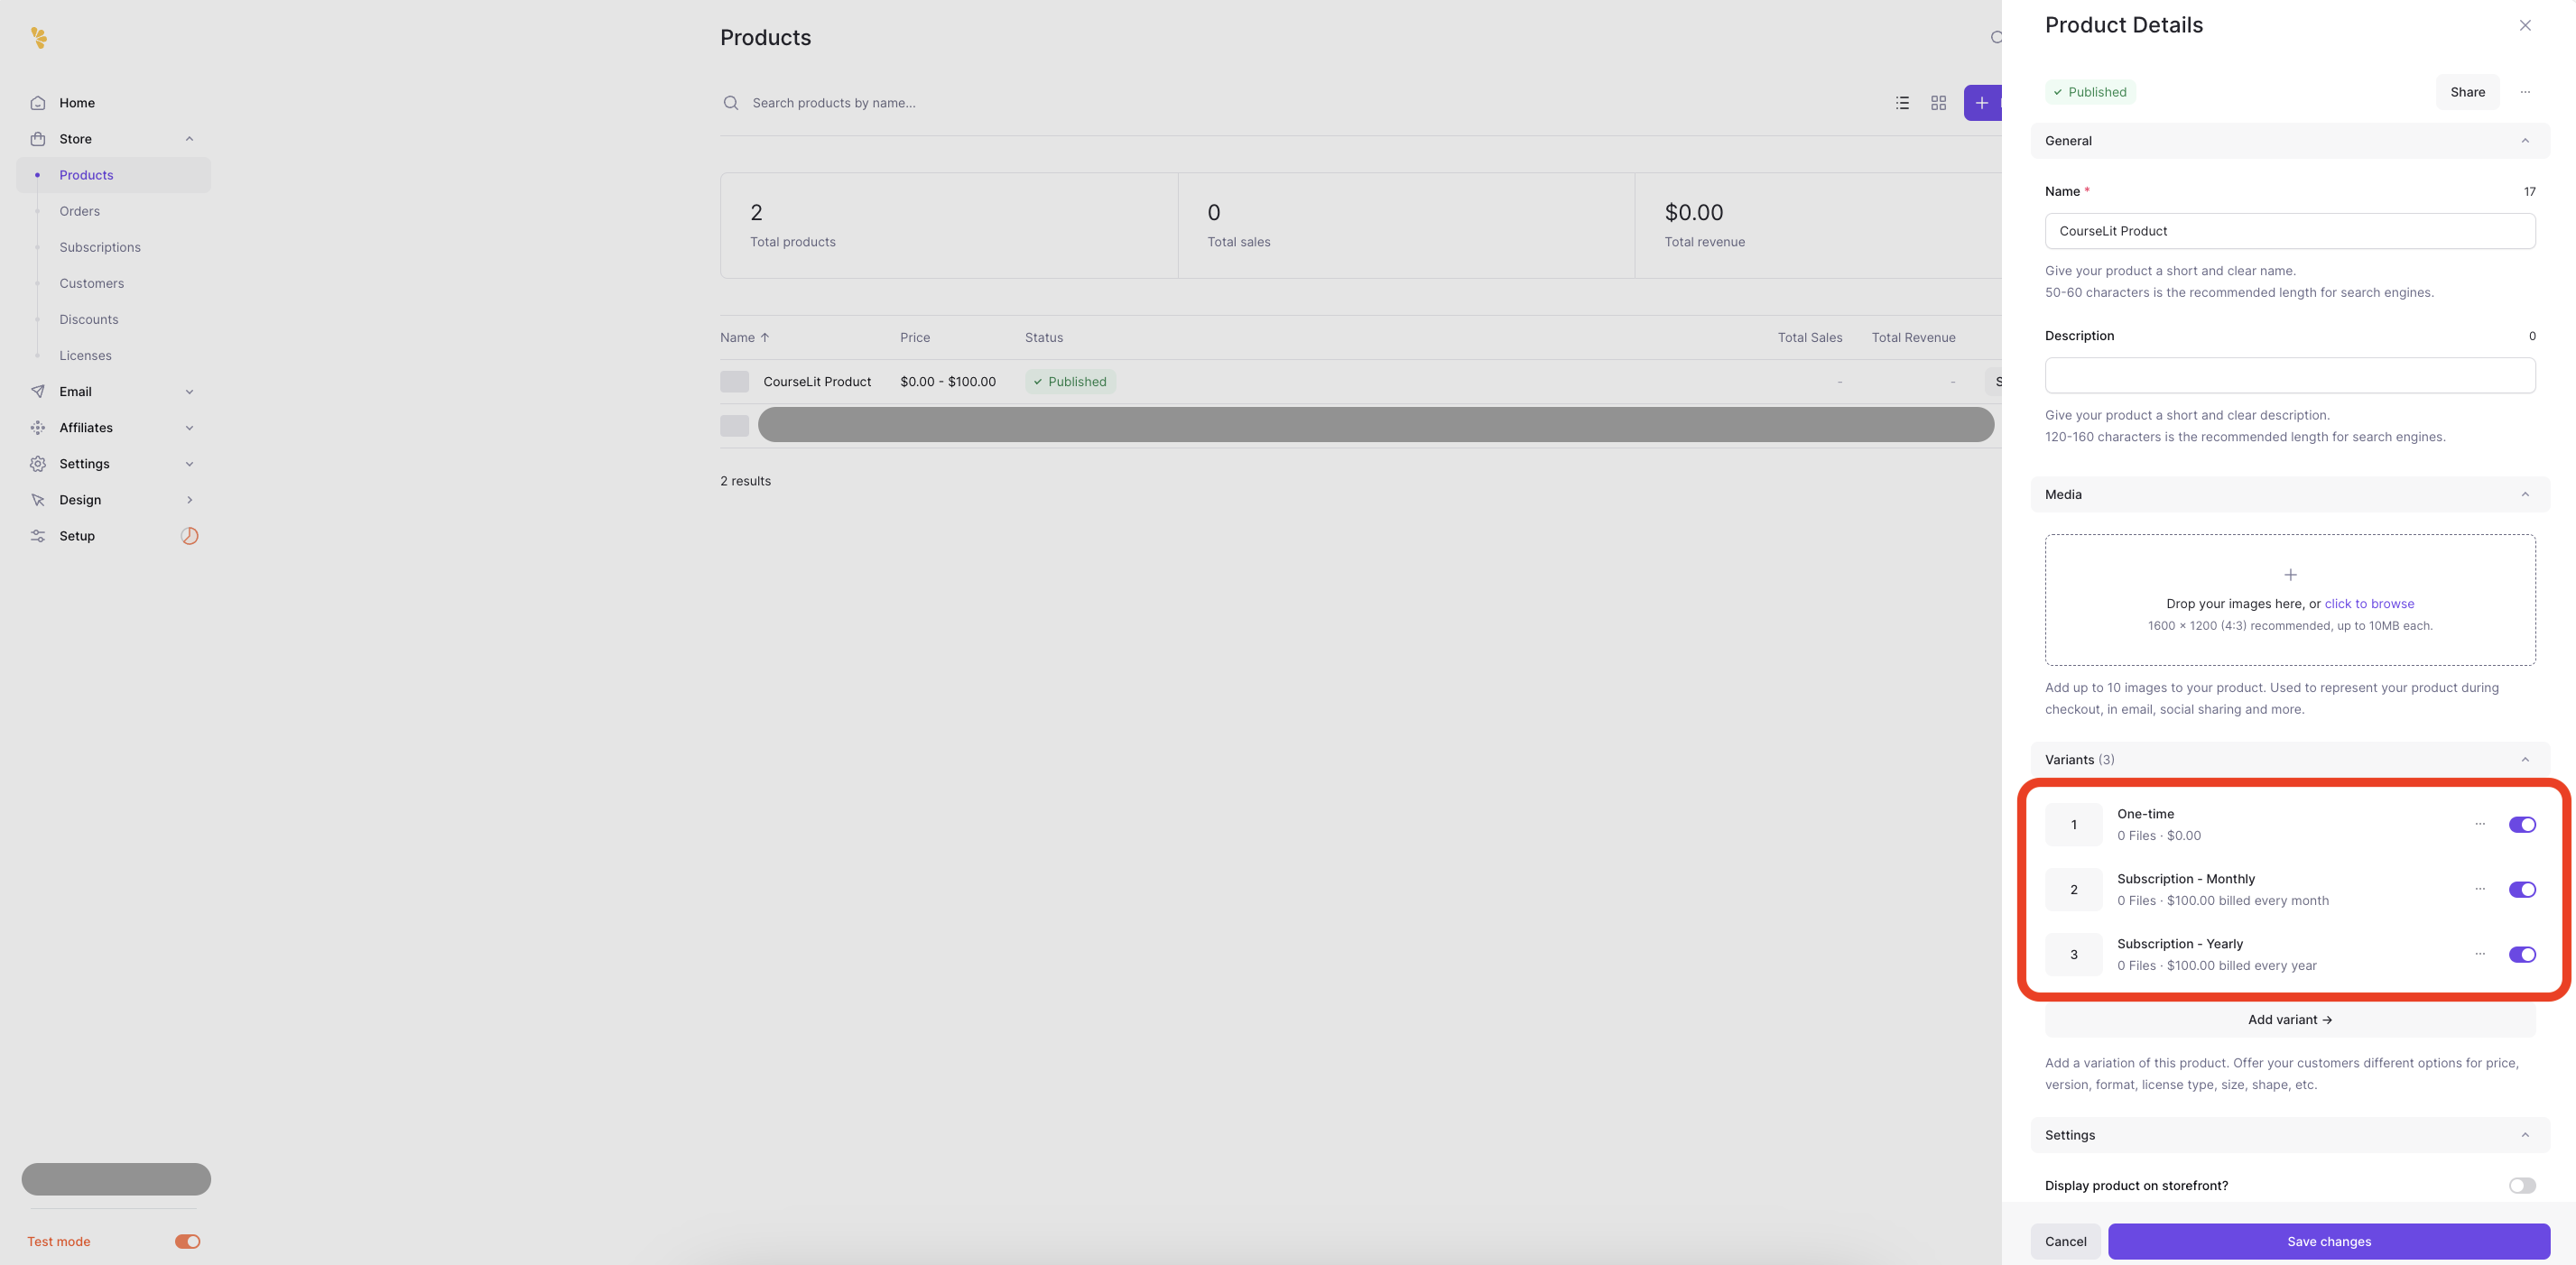 Home
Store
Products
Orders
Subscriptions
Customers
Discounts
Licenses
Email
Affiliates
Settings
Design
Setup
Test mode
Products
Search products by name...
2
Total products
0
Total sales
$0.00
Total revenue
Name ↑ Price Status Total Sales Total Revenue
CourseLit Product $0.00 - $100.00 ✓ Published - -
2 results
Product Details
✓ Published Share ...
General
Name * 17
CourseLit Product
Give your product a short and clear name.
50-60 characters is the recommended length for search engines.
Description 0
Give your product a short and clear description.
120-160 characters is the recommended length for search engines.
Media
Drop your images here, or click to browse
1600 × 1200 (4:3) recommended, up to 10MB each.
Add up to 10 images to your product. Used to represent your product during
checkout, in email, social sharing and more.
Variants (3)
1 One-time
0 Files · $0.00
2 Subscription - Monthly
0 Files · $100.00 billed every month
3 Subscription - Yearly
0 Files · $100.00 billed every year
Add variant →
Add a variation of this product. Offer your customers different options for price,
version, format, license type, size, shape, etc.
Settings
Display product on storefront?
Cancel Save changes